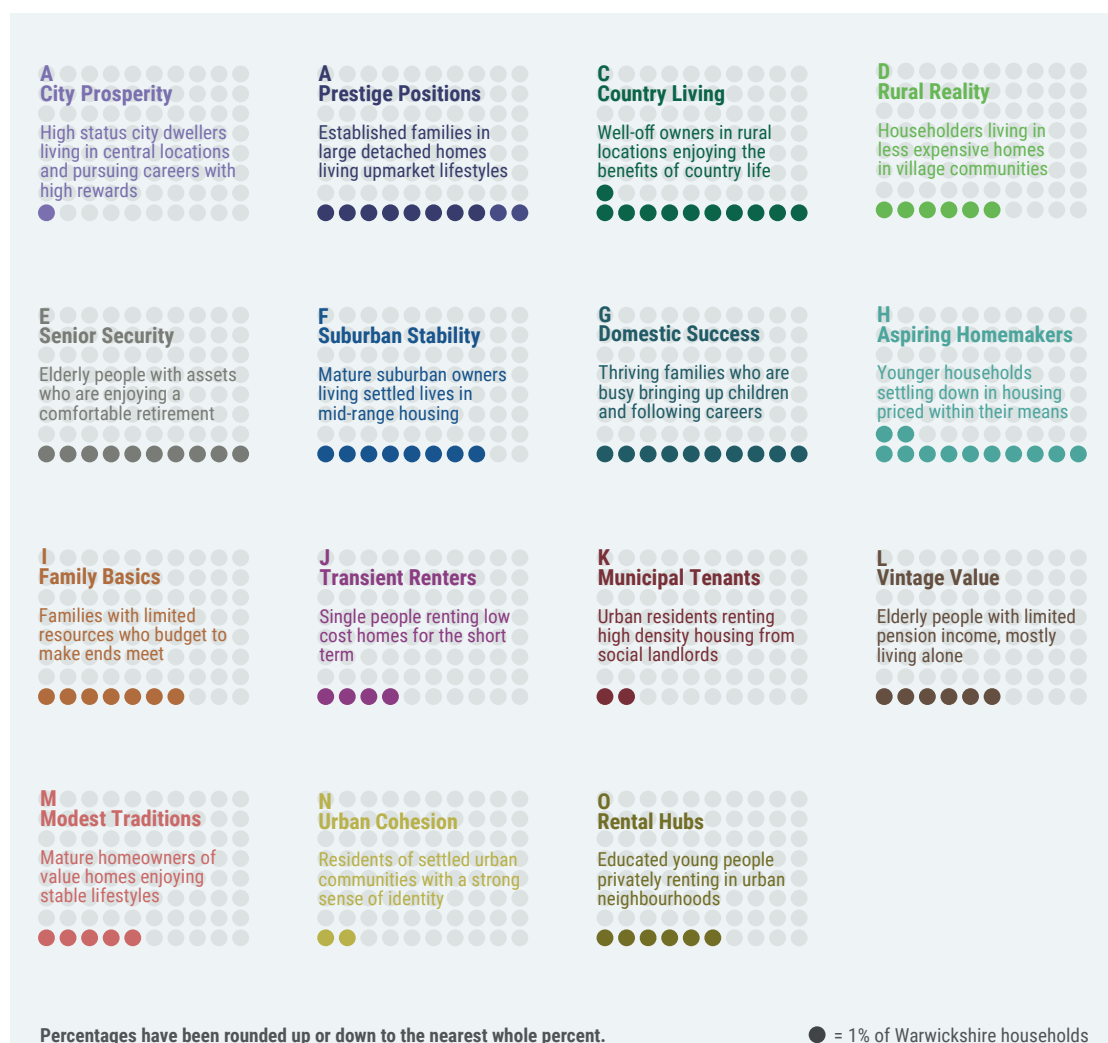 A
City Prosperity
High status city dwellers
living in central locations
and pursuing careers with
high rewards
A
Prestige Positions
Established families in
large detached homes
living upmarket lifestyles
C
Country Living
Well-off owners in rural
locations enjoying the
benefits of country life
D
Rural Reality
Householders living in
less expensive homes
in village communities
E
Senior Security
Elderly people with assets
who are enjoying a
comfortable retirement
F
Suburban Stability
Mature suburban owners
living settled lives in
mid-range housing
G
Domestic Success
Thriving families who are
busy bringing up children
and following careers
H
Aspiring Homemakers
Younger households
settling down in housing
priced within their means
I
Family Basics
Families with limited
resources who budget to
make ends meet
J
Transient Renters
Single people renting low
cost homes for the short
term
K
Municipal Tenants
Urban residents renting
high density housing from
social landlords
L
Vintage Value
Elderly people with limited
pension income, mostly
living alone
M
Modest Traditions
Mature homeowners of
value homes enjoying
stable lifestyles
N
Urban Cohesion
Residents of settled urban
communities with a strong
sense of identity
O
Rental Hubs
Educated young people
privately renting in urban
neighbourhoods
Percentages have been rounded up or down to the nearest whole percent.
= 1% of Warwickshire households